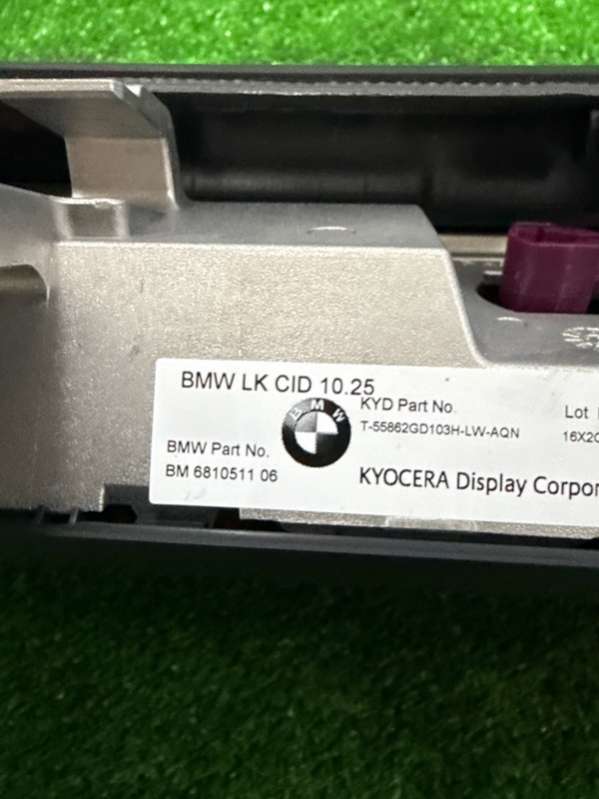 BMW LK CID 10.25
BMW
KYD Part No.
T-55862GD103H-LW-AQN
Lot
16X2
BMW Part No.
BM 6810511 06
KYOCERA Display Corpor